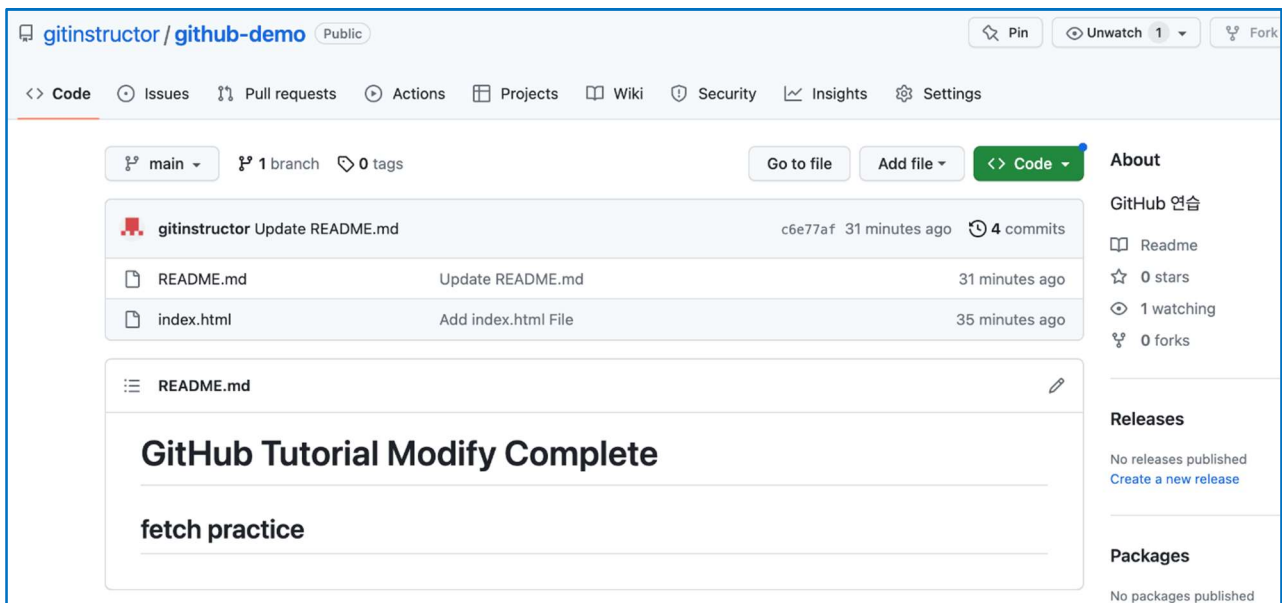 gitinstructor / github-demo Public Pin Unwatch 1 Fork
<> Code Issues Pull requests Actions Projects Wiki Security Insights Settings
main 1 branch 0 tags Go to file Add file <> Code
gitinstructor Update README.md c6e77af 31 minutes ago 4 commits
README.md Update README.md 31 minutes ago
index.html Add index.html File 35 minutes ago
README.md
GitHub Tutorial Modify Complete
fetch practice
About
GitHub 연습
Readme
0 stars
1 watching
0 forks
Releases
No releases published
Create a new release
Packages
No packages published